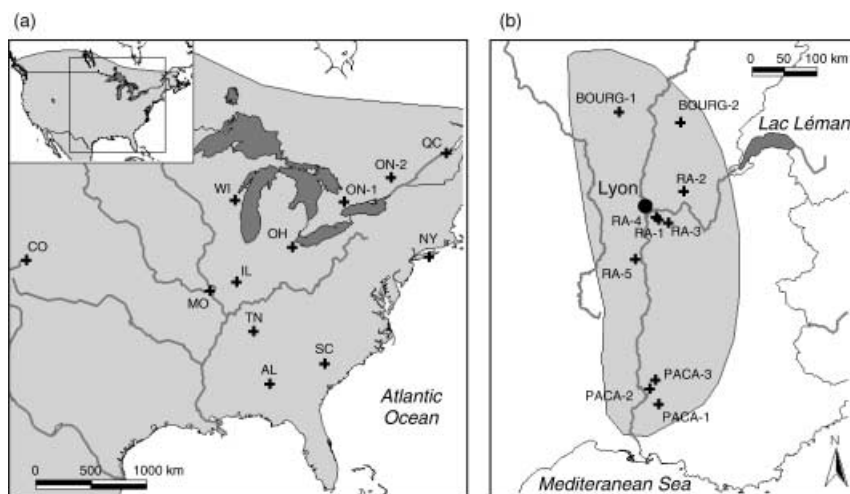 (a)
QC
ON-2
WI
ON-1
OH
NY
CO
IL
MO
TN
SC
AL
Atlantic
Ocean
0 500 1000 km
(b)
0 50 100 km
BOURG-1
BOURG-2
Lac Léman
RA-2
Lyon
RA-4
RA-1
RA-3
RA-5
PACA-3
PACA-2
PACA-1
N
Mediteranean Sea